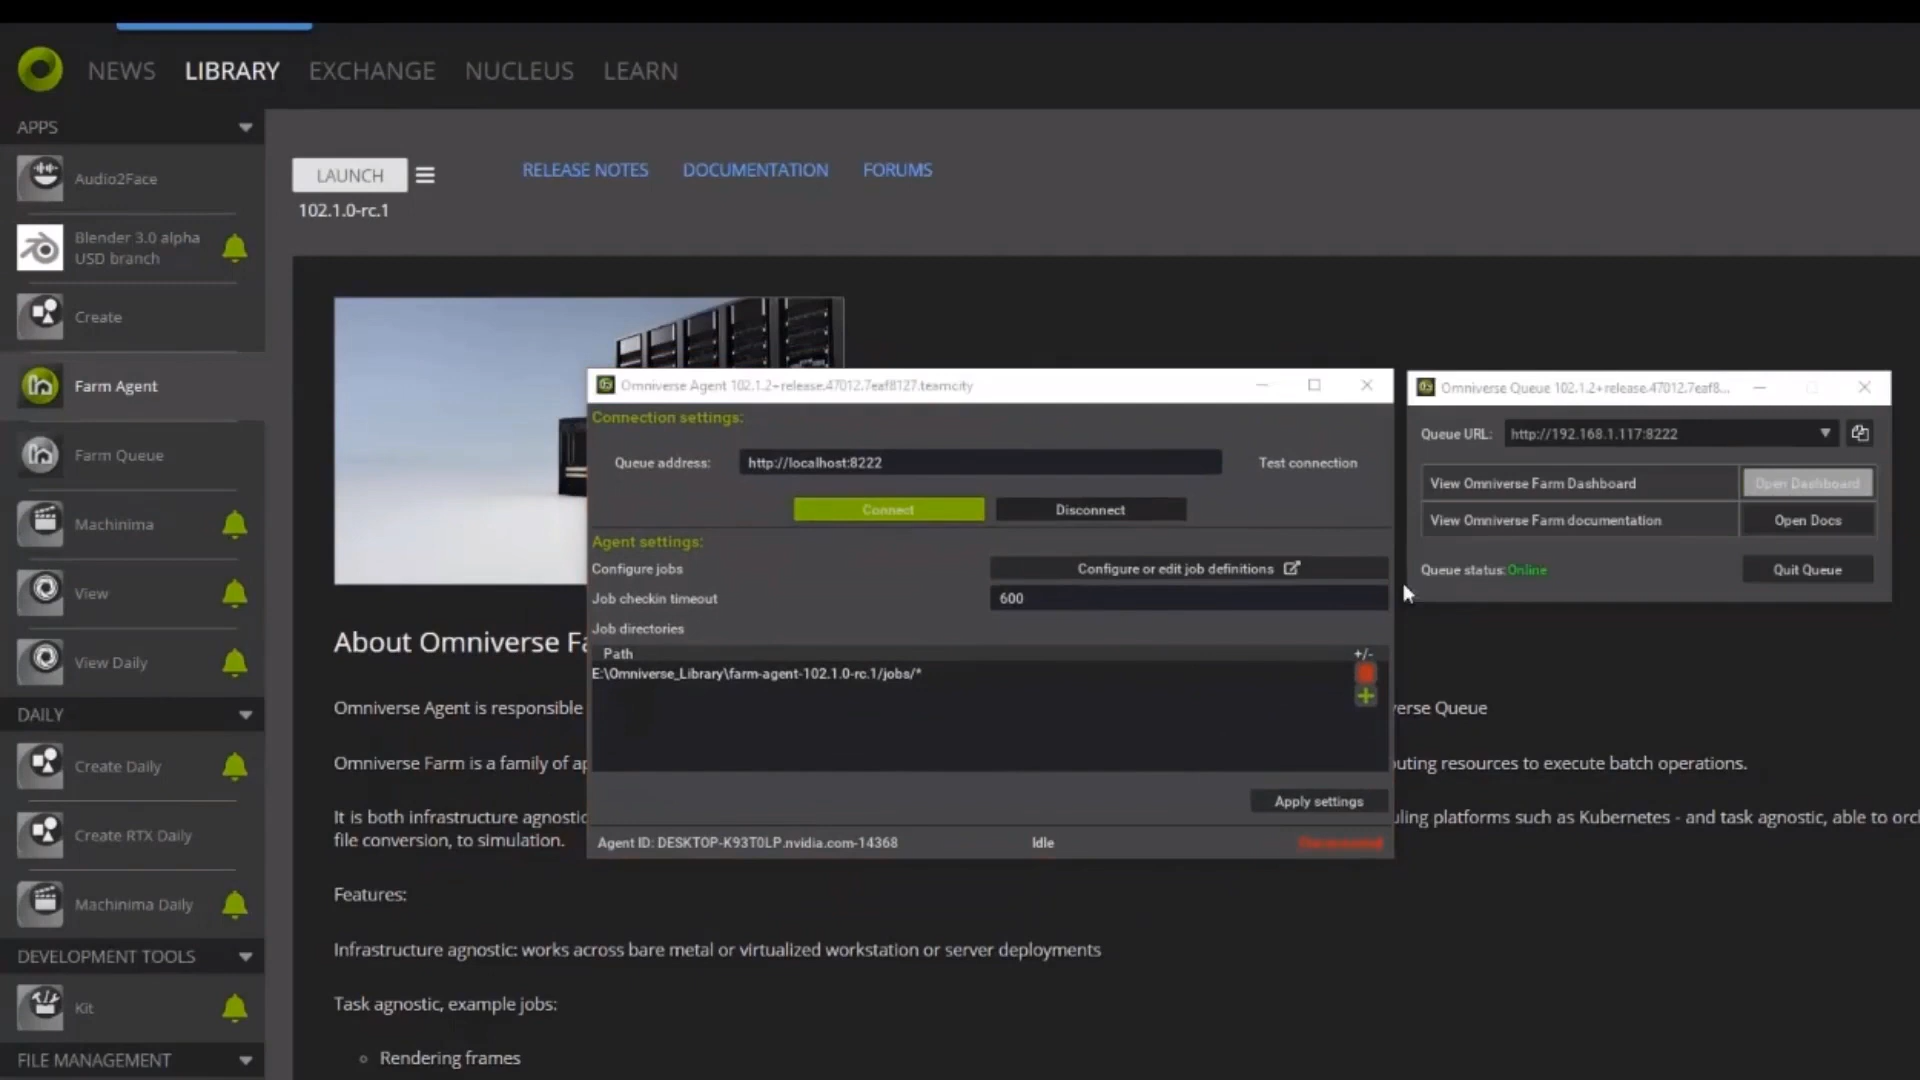 NEWS LIBRARY EXCHANGE NUCLEUS LEARN
APPS
Audio2Face
Blender 3.0 alpha
USD branch
Create
Farm Agent
Farm Queue
Machinima
View
View Daily
DAILY
Create Daily
Create RTX Daily
Machinima Daily
DEVELOPMENT TOOLS
Kit
FILE MANAGEMENT
LAUNCH
RELEASE NOTES DOCUMENTATION FORUMS
102.1.0-rc.1
Omniverse Agent 102.1.2+release.47012.7eaf8127.teamcity
Connection settings:
Queue address: http://localhost:8222 Test connection
Connect Disconnect
Agent settings:
Configure jobs Configure or edit job definitions
Job checkin timeout 600
Job directories
Path +/-
E:\Omniverse_Library\farm-agent-102.1.0-rc.1/jobs/*
Apply settings
Agent ID: DESKTOP-K93T0LP.nvidia.com-14368 Idle
Omniverse Queue 102.1.2+release.47012.7eaf8...
Queue URL: http://192.168.1.117:8222
View Omniverse Farm Dashboard Open Dashboard
View Omniverse Farm documentation Open Docs
Queue status: Online Quit Queue
About Omniverse Fa
Omniverse Agent is responsible erse Queue
Omniverse Farm is a family of ap uting resources to execute batch operations.
It is both infrastructure agnostic uling platforms such as Kubernetes - and task agnostic, able to orc
file conversion, to simulation.
Features:
Infrastructure agnostic: works across bare metal or virtualized workstation or server deployments
Task agnostic, example jobs:
Rendering frames